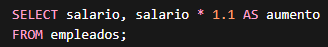 SELECT salario, salario * 1.1 AS aumento
FROM empleados;